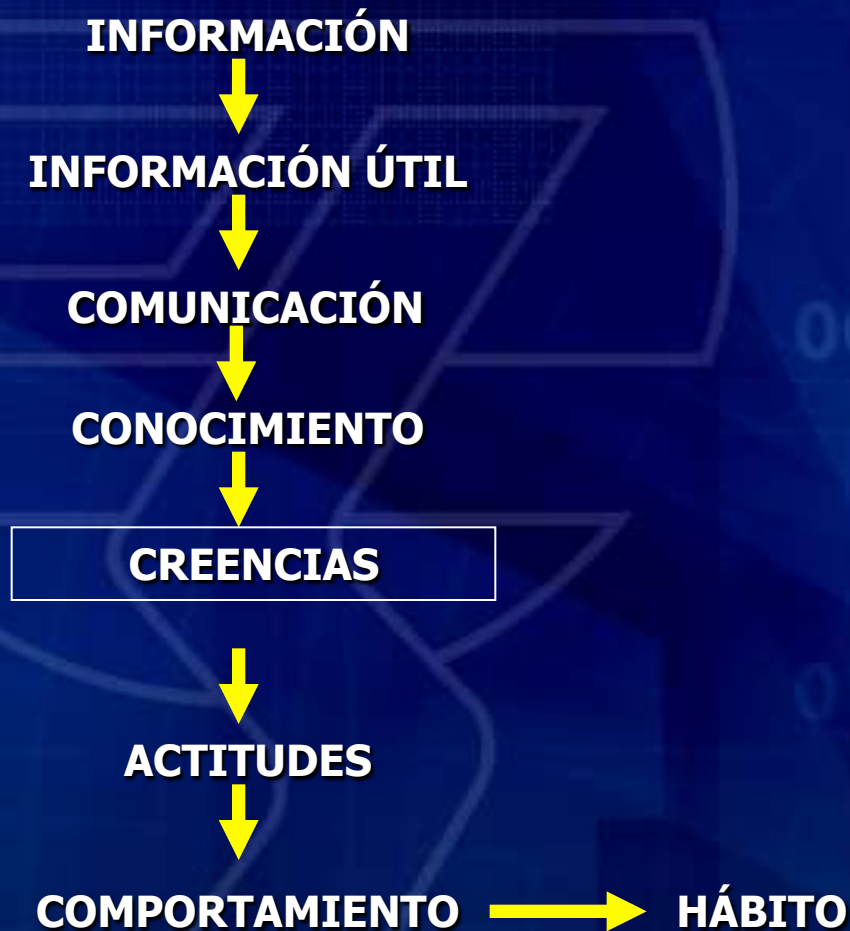 INFORMACIÓN
INFORMACIÓN ÚTIL
COMUNICACIÓN
CONOCIMIENTO
CREENCIAS
ACTITUDES
COMPORTAMIENTO HÁBITO